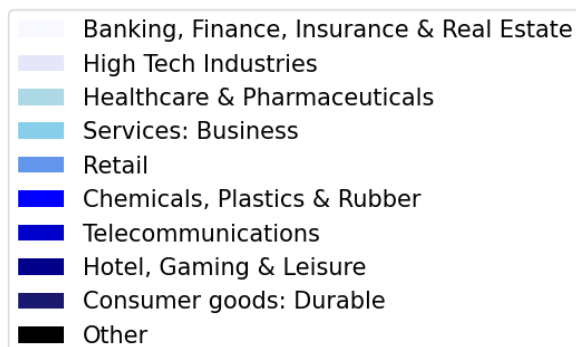 Banking, Finance, Insurance & Real Estate
High Tech Industries
Healthcare & Pharmaceuticals
Services: Business
Retail
Chemicals, Plastics & Rubber
Telecommunications
Hotel, Gaming & Leisure
Consumer goods: Durable
Other